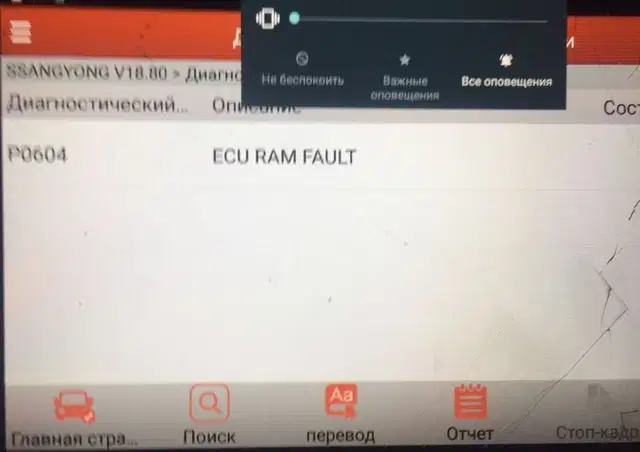 Не беспокоить
Важные
оповещения
Все оповещения
SSANGYONG V18.80 » Диагно
Диагностический... Описание Сост
P0604 ECU RAM FAULT
Главная стра... Поиск перевод Отчет Стоп-кадр
Aa